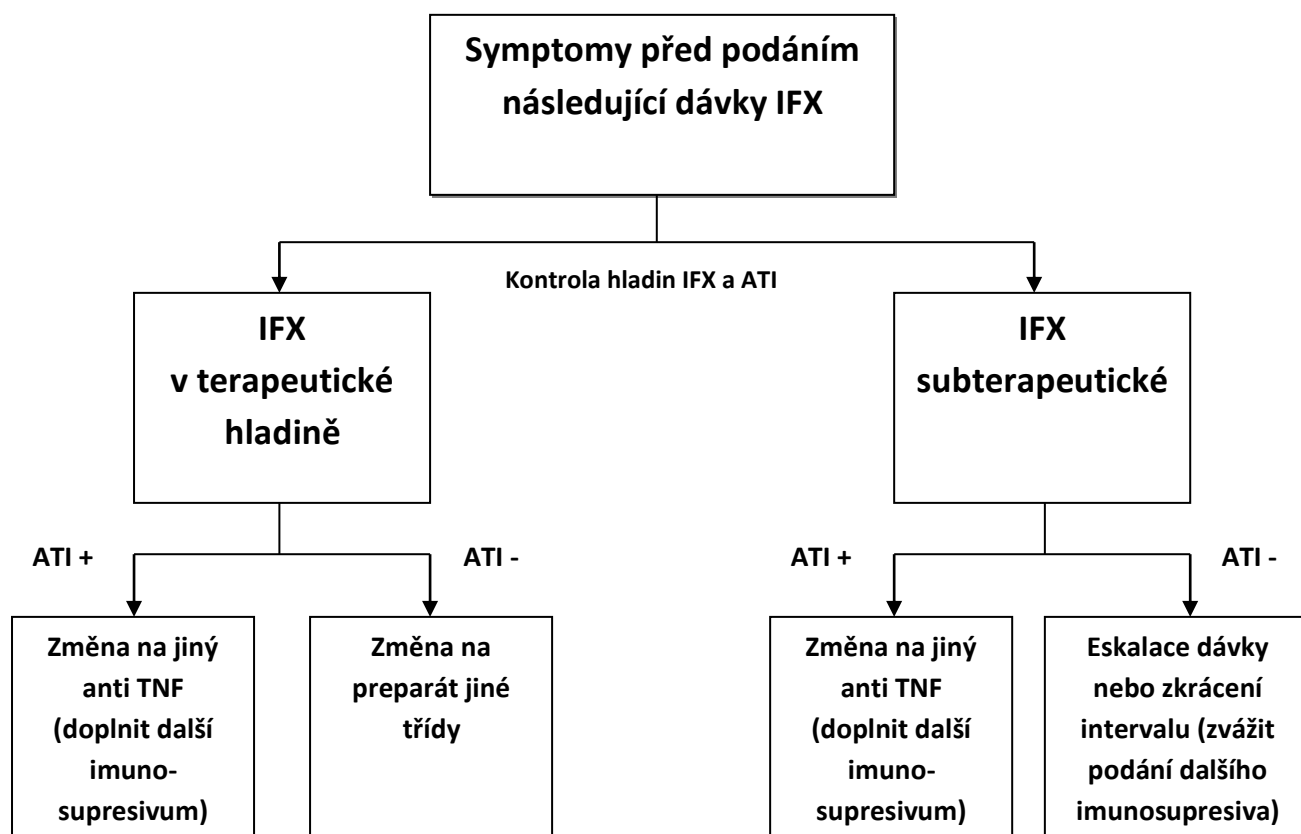 Symptomy před podáním
následující dávky IFX
Kontrola hladin IFX a ATI
IFX
v terapeutické
hladině
IFX
subterapeutické
ATI +
ATI -
ATI +
ATI -
Změna na jiný
anti TNF
(doplnit další
imuno-
supresivum)
Změna na
preparát jiné
třídy
Změna na jiný
anti TNF
(doplnit další
imuno-
supresivum)
Eskalace dávky
nebo zkrácení
intervalu (zvážit
podání dalšího
imunosupresiva)